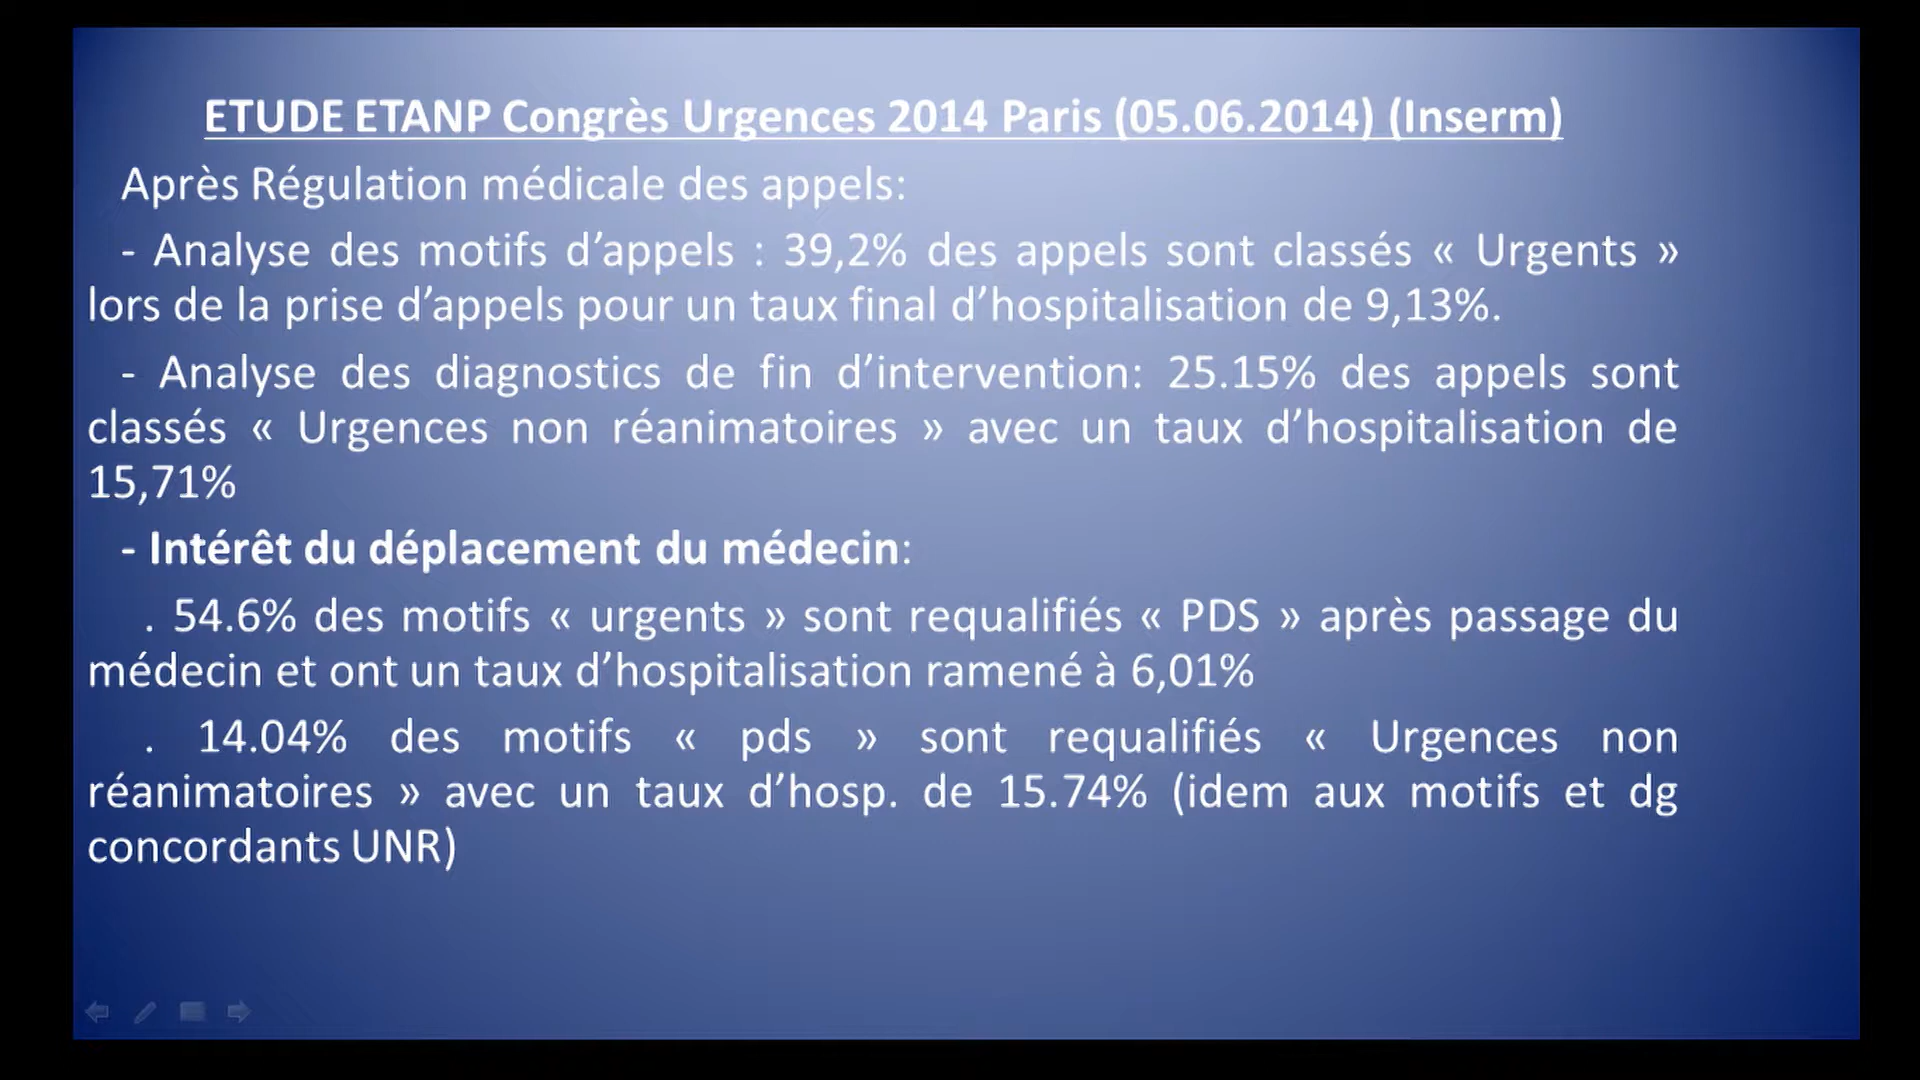 ETUDE ETANP Congrès Urgences 2014 Paris (05.06.2014) (Inserm)
Après Régulation médicale des appels:
- Analyse des motifs d’appels : 39,2% des appels sont classés « Urgents »
lors de la prise d’appels pour un taux final d’hospitalisation de 9,13%.
- Analyse des diagnostics de fin d’intervention: 25.15% des appels sont
classés « Urgences non réanimatoires » avec un taux d’hospitalisation de
15,71%
- Intérêt du déplacement du médecin:
. 54.6% des motifs « urgents » sont requalifiés « PDS » après passage du
médecin et ont un taux d’hospitalisation ramené à 6,01%
. 14.04% des motifs « pds » sont requalifiés « Urgences non
réanimatoires » avec un taux d’hosp. de 15.74% (idem aux motifs et dg
concordants UNR)